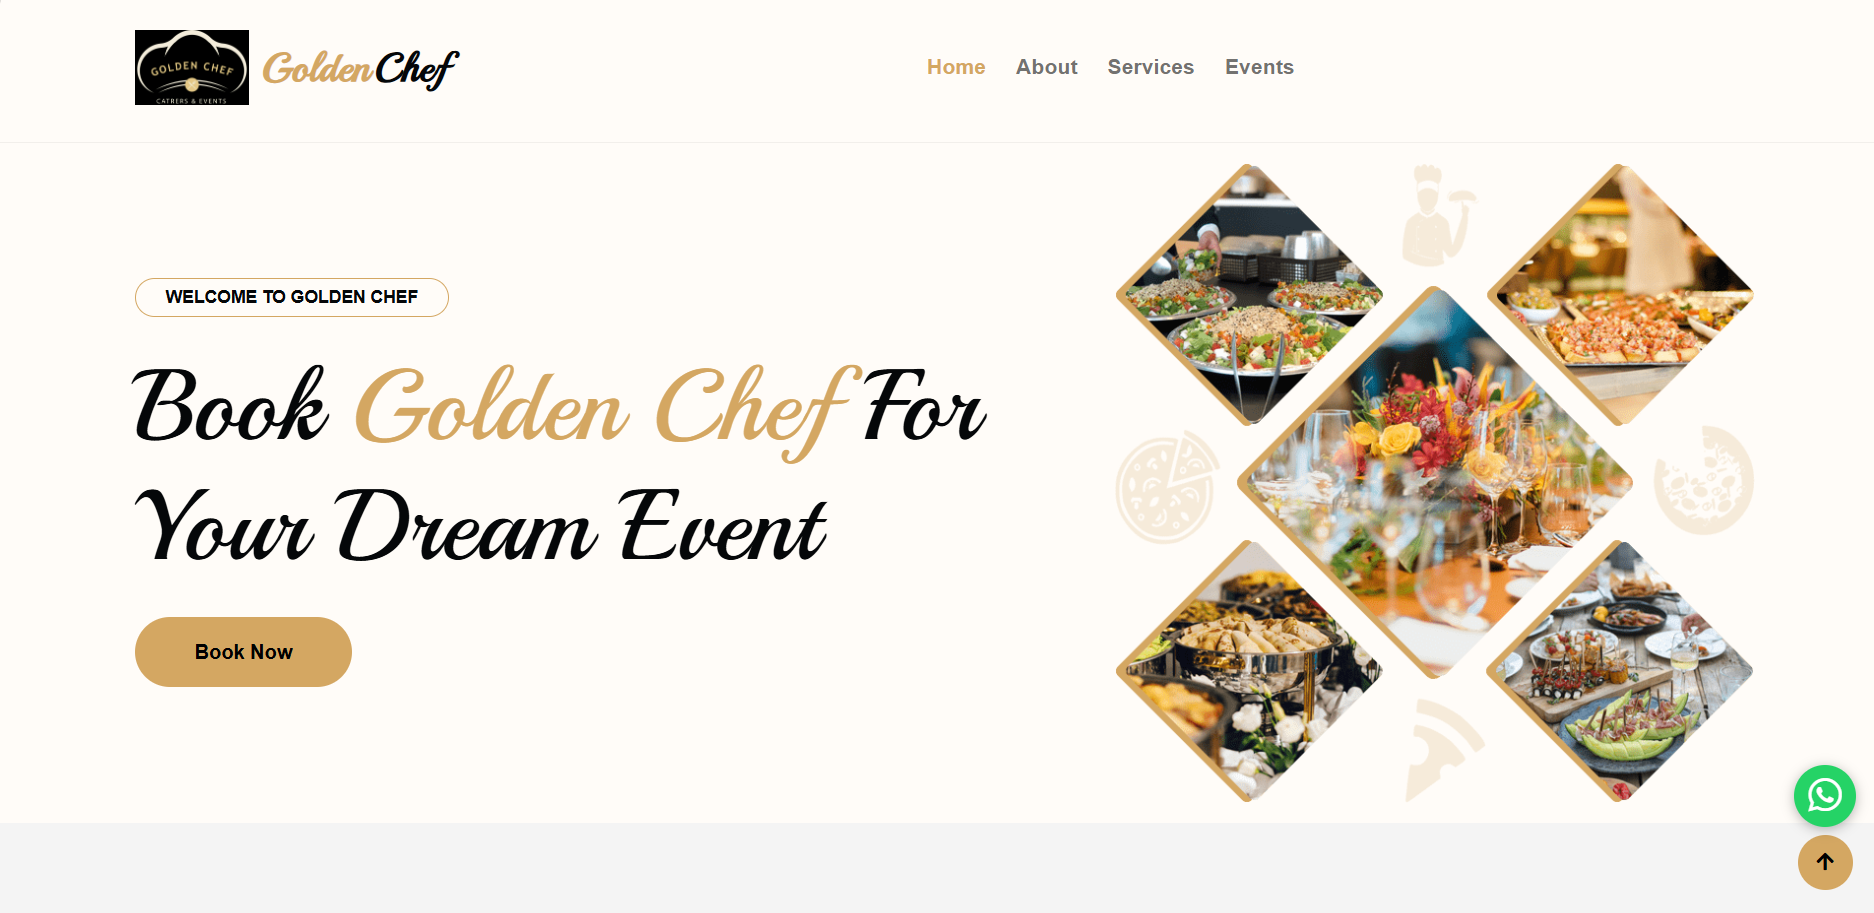 GOLDEN CHEF
CATRERS & EVENTS
Golden Chef
Home About Services Events
WELCOME TO GOLDEN CHEF
Book Golden Chef For
Your Dream Event
Book Now